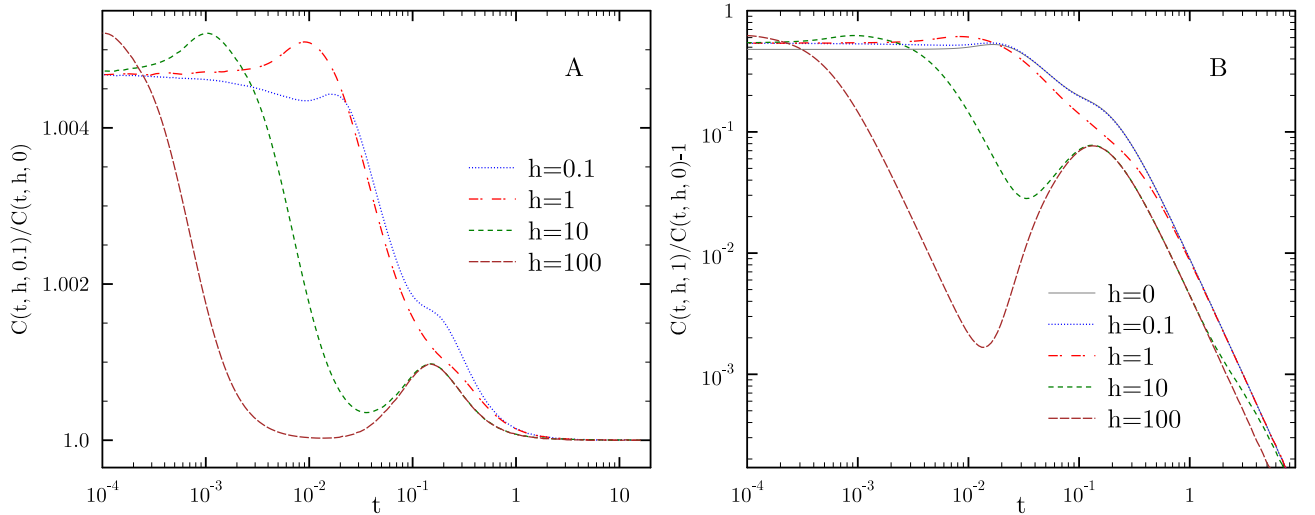 C(t, h, 0.1)/C(t, h, 0)
1.004
1.002
1.0
A
h=0.1
h=1
h=10
h=100
10⁻⁴ 10⁻³ 10⁻² 10⁻¹ 1 10
t
C(t, h, 1)/C(t, h, 0)-1
1
10⁻¹
10⁻²
10⁻³
B
h=0
h=0.1
h=1
h=10
h=100
10⁻⁴ 10⁻³ 10⁻² 10⁻¹ 1
t